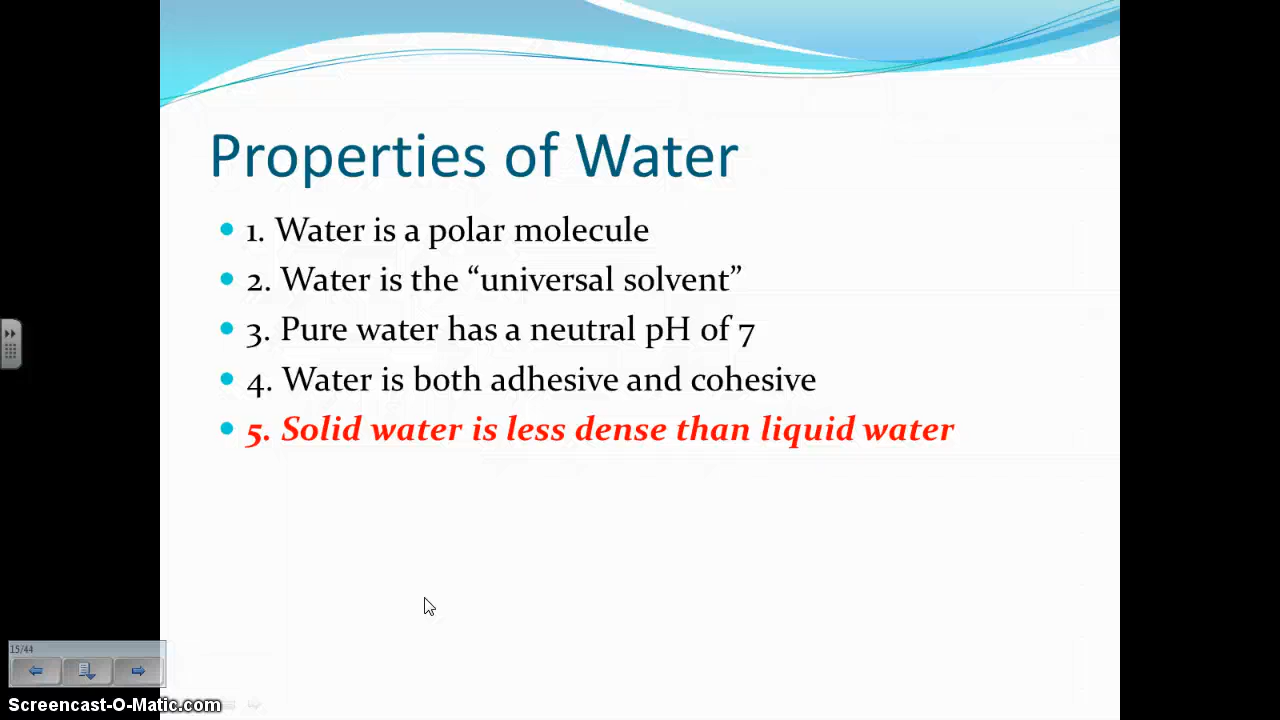 Properties of Water
1. Water is a polar molecule
2. Water is the “universal solvent”
3. Pure water has a neutral pH of 7
4. Water is both adhesive and cohesive
5. Solid water is less dense than liquid water
15/44
Screencast-O-Matic.com